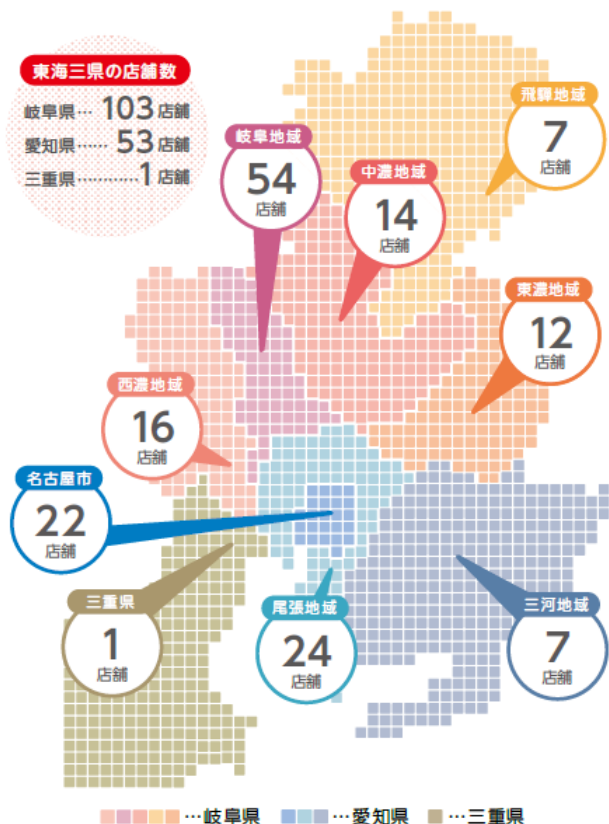 東海三県の店舗数
岐阜県… 103店舗
愛知県…… 53店舗
三重県…………1店舗
飛騨地域
7
店舗
岐阜地域
54
店舗
中濃地域
14
店舗
東濃地域
12
店舗
西濃地域
16
店舗
名古屋市
22
店舗
三重県
1
店舗
尾張地域
24
店舗
三河地域
7
店舗
…岐阜県 …愛知県 …三重県